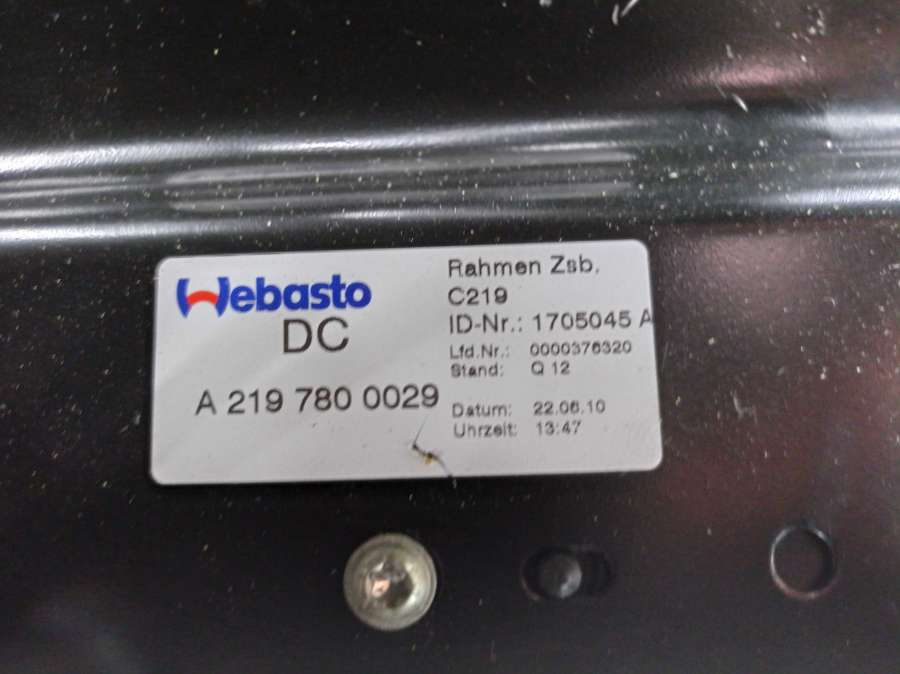 Webasto
DC
A 219 780 0029
Rahmen Zsb.
C219
ID-Nr.: 1705045 A
Lfd.Nr.: 0000376320
Stand: Q 12
Datum: 22.06.10
Uhrzeit: 13:47